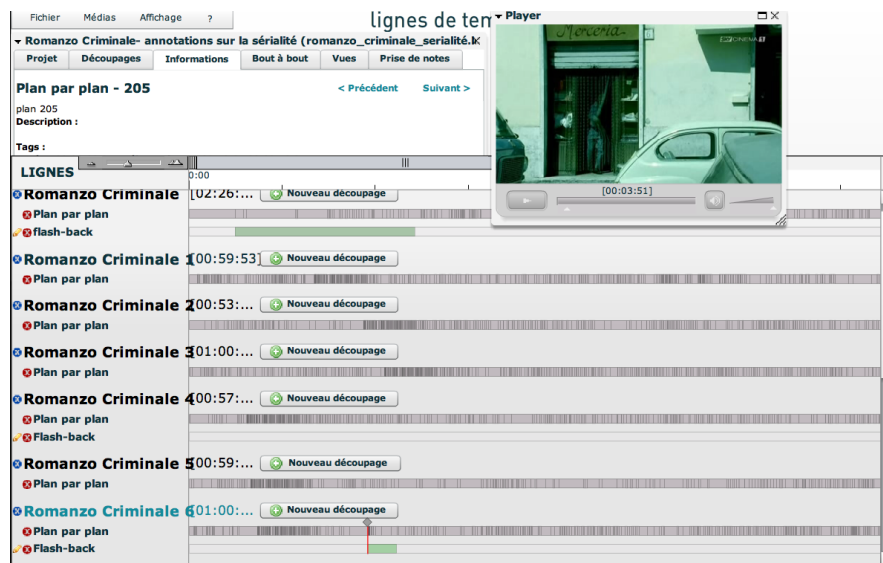 Fichier Médias Affichage ?
lignes de tem
Player
Romanzo Criminale- annotations sur la sérialité (romanzo_criminale_serialité.l
Projet Découpages Informations Bout à bout Vues Prise de notes
Merceria
CINEMA 1
Plan par plan - 205 < Précédent Suivant >
plan 205
Description :
Tags :
[00:03:51]
LIGNES
0:00
Romanzo Criminale [02:26:... Nouveau découpage
Plan par plan
flash-back
Romanzo Criminale 1 [00:59:53] Nouveau découpage
Plan par plan
Romanzo Criminale 2 [00:53:... Nouveau découpage
Plan par plan
Romanzo Criminale 3 [01:00:... Nouveau découpage
Plan par plan
Romanzo Criminale 4 [00:57:... Nouveau découpage
Plan par plan
Flash-back
Romanzo Criminale 5 [00:59:... Nouveau découpage
Plan par plan
Romanzo Criminale 6 [01:00:... Nouveau découpage
Plan par plan
Flash-back